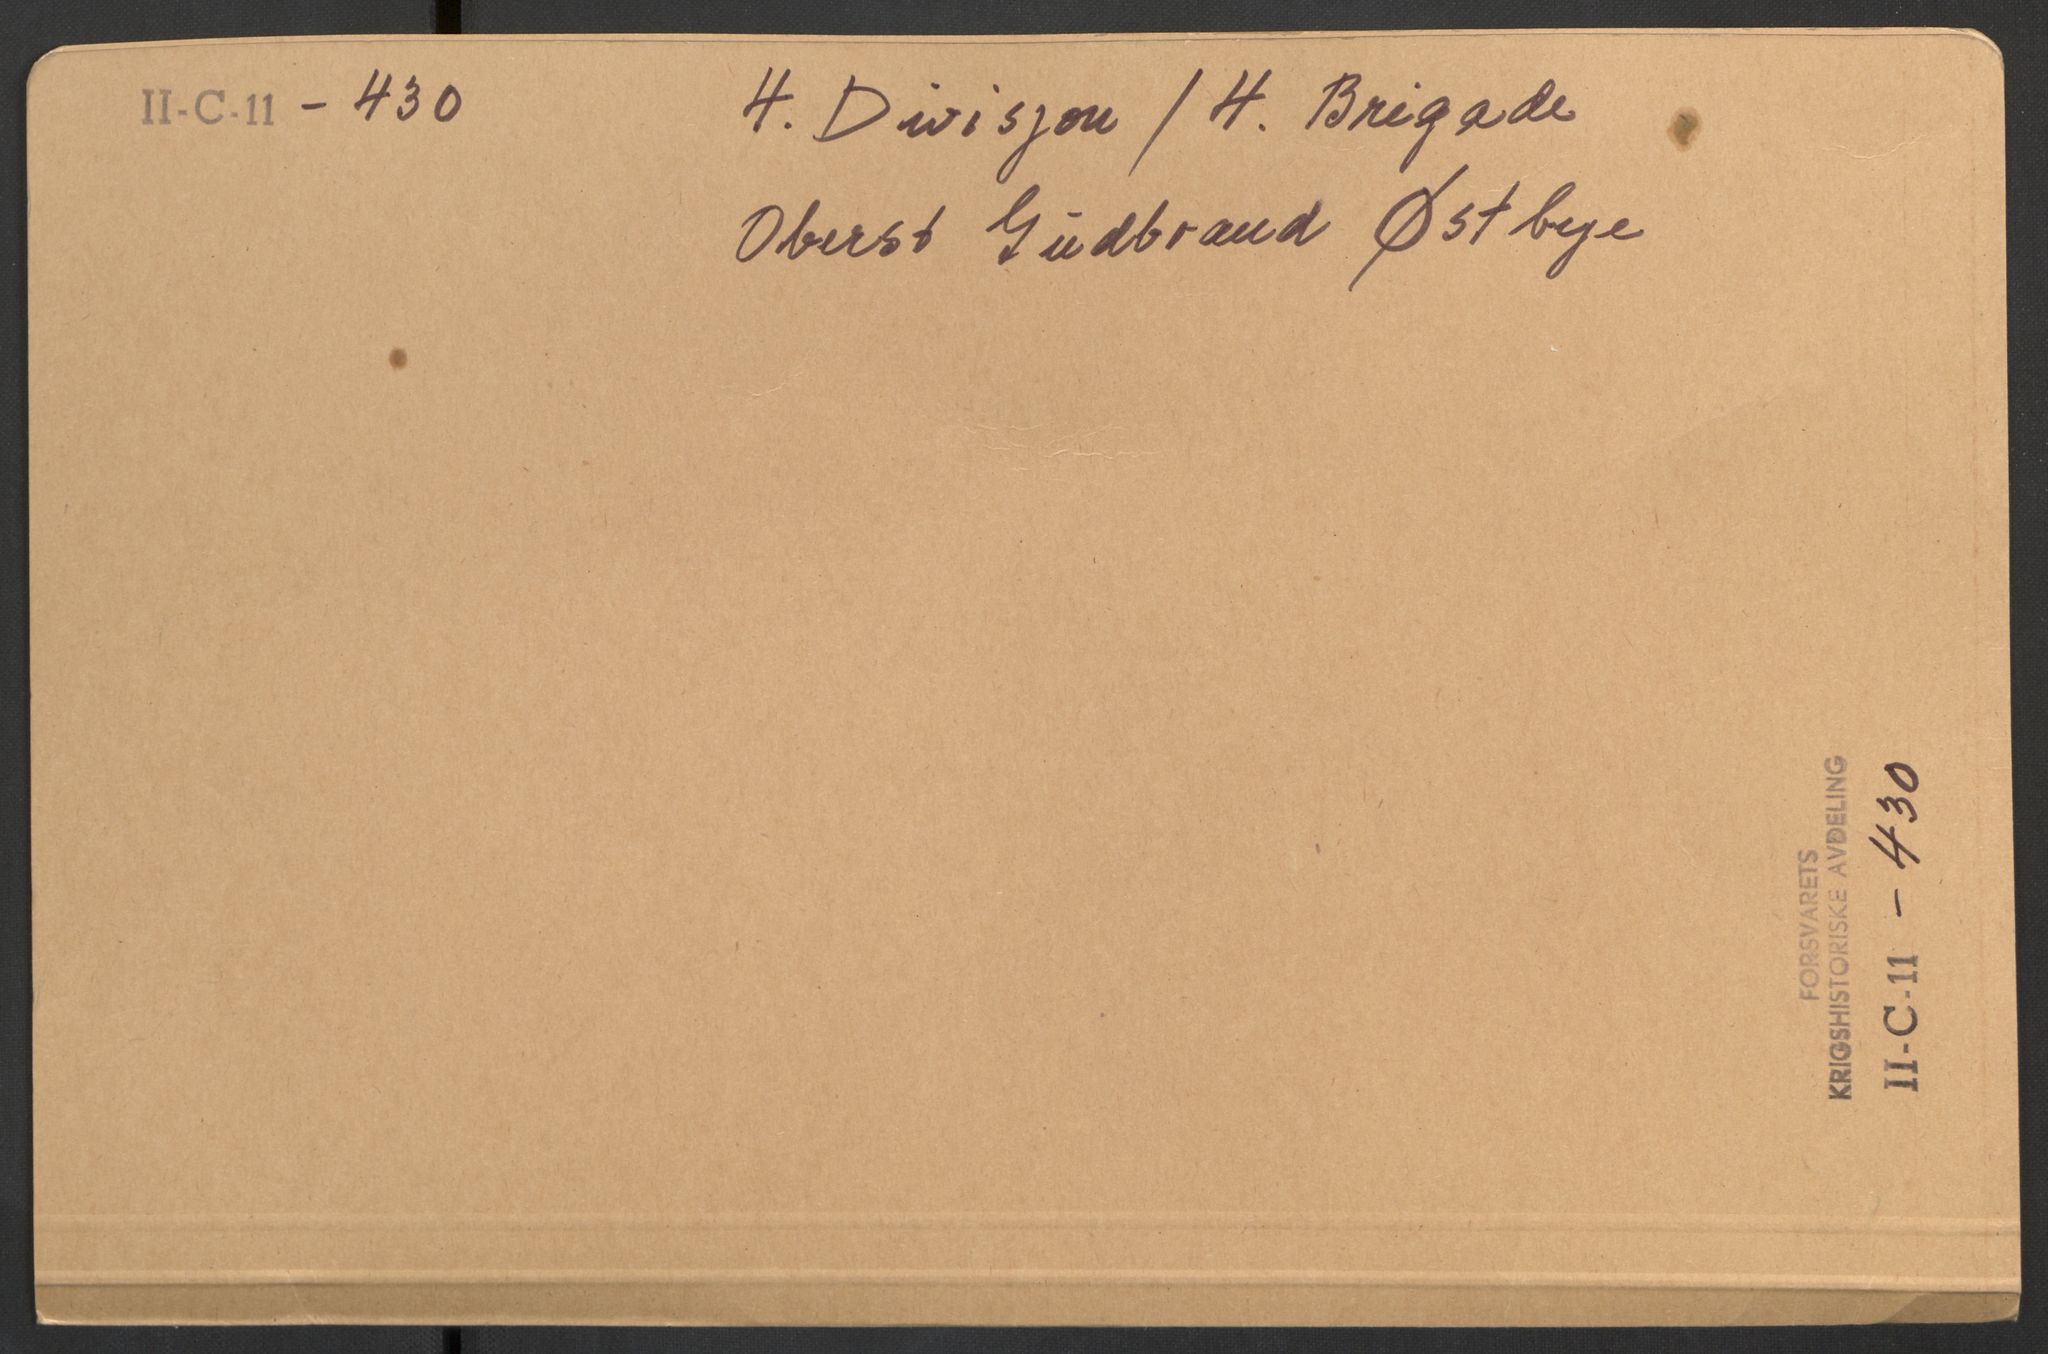 II-C-11 - 430
4. Divisjon / 4. Brigade
Oberst Gudbrand Østbye
FORSVARETS
KRIGSHISTORISKE AVDELING
II-C-11 - 430